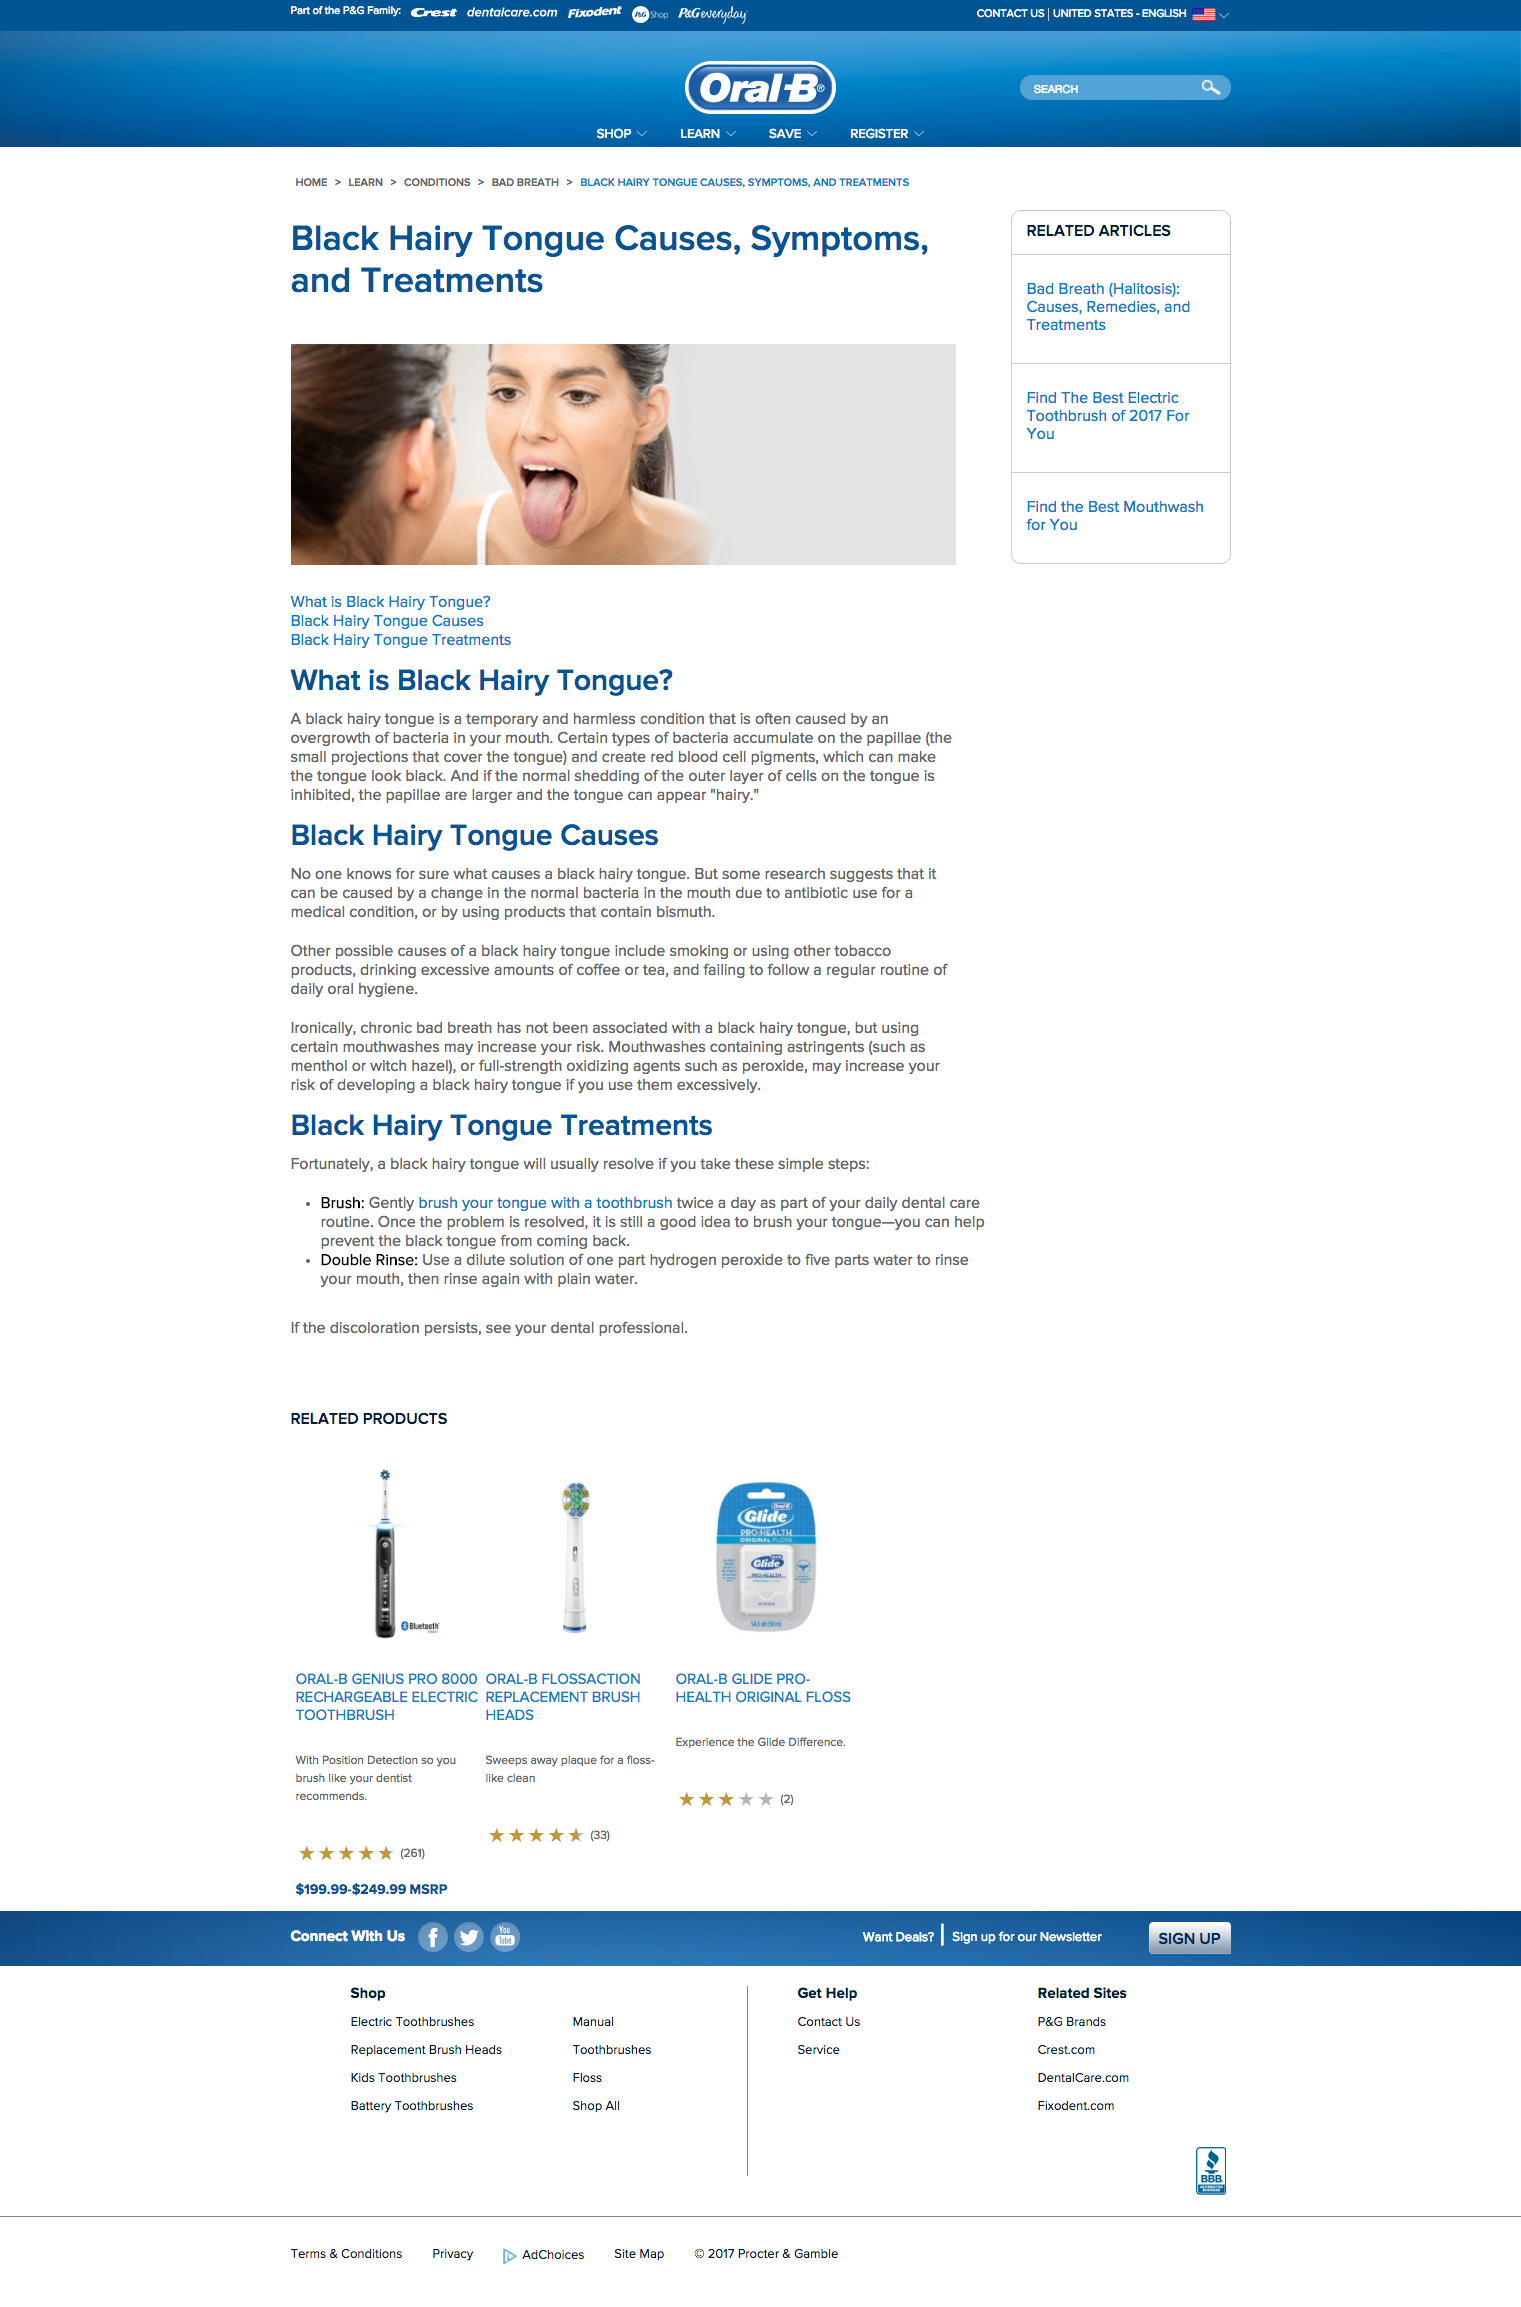 Part of the P&G Family: Crest dentalcare.com Fixodent P&G Shop P&G everyday
CONTACT US | UNITED STATES - ENGLISH
Oral-B®
SEARCH
SHOP LEARN SAVE REGISTER
HOME > LEARN > CONDITIONS > BAD BREATH > BLACK HAIRY TONGUE CAUSES, SYMPTOMS, AND TREATMENTS
Black Hairy Tongue Causes, Symptoms,
and Treatments
RELATED ARTICLES
Bad Breath (Halitosis):
Causes, Remedies, and
Treatments
Find The Best Electric
Toothbrush of 2017 For
You
Find the Best Mouthwash
for You
What is Black Hairy Tongue?
Black Hairy Tongue Causes
Black Hairy Tongue Treatments
What is Black Hairy Tongue?
A black hairy tongue is a temporary and harmless condition that is often caused by an
overgrowth of bacteria in your mouth. Certain types of bacteria accumulate on the papillae (the
small projections that cover the tongue) and create red blood cell pigments, which can make
the tongue look black. And if the normal shedding of the outer layer of cells on the tongue is
inhibited, the papillae are larger and the tongue can appear "hairy."
Black Hairy Tongue Causes
No one knows for sure what causes a black hairy tongue. But some research suggests that it
can be caused by a change in the normal bacteria in the mouth due to antibiotic use for a
medical condition, or by using products that contain bismuth.
Other possible causes of a black hairy tongue include smoking or using other tobacco
products, drinking excessive amounts of coffee or tea, and failing to follow a regular routine of
daily oral hygiene.
Ironically, chronic bad breath has not been associated with a black hairy tongue, but using
certain mouthwashes may increase your risk. Mouthwashes containing astringents (such as
menthol or witch hazel), or full-strength oxidizing agents such as peroxide, may increase your
risk of developing a black hairy tongue if you use them excessively.
Black Hairy Tongue Treatments
Fortunately, a black hairy tongue will usually resolve if you take these simple steps:
• Brush: Gently brush your tongue with a toothbrush twice a day as part of your daily dental care
routine. Once the problem is resolved, it is still a good idea to brush your tongue—you can help
prevent the black tongue from coming back.
• Double Rinse: Use a dilute solution of one part hydrogen peroxide to five parts water to rinse
your mouth, then rinse again with plain water.
If the discoloration persists, see your dental professional.
RELATED PRODUCTS
Bluetooth
Oral-B
Glide
PRO-HEALTH
ORIGINAL FLOSS
Glide
PRO-HEALTH
ORAL-B GENIUS PRO 8000
RECHARGEABLE ELECTRIC
TOOTHBRUSH
With Position Detection so you
brush like your dentist
recommends.
(261)
$199.99-$249.99 MSRP
ORAL-B FLOSSACTION
REPLACEMENT BRUSH
HEADS
Sweeps away plaque for a floss-
like clean
(33)
ORAL-B GLIDE PRO-
HEALTH ORIGINAL FLOSS
Experience the Glide Difference.
(2)
Connect With Us
You
Tube
Want Deals? | Sign up for our Newsletter
SIGN UP
Shop
Electric Toothbrushes
Replacement Brush Heads
Kids Toothbrushes
Battery Toothbrushes
Manual
Toothbrushes
Floss
Shop All
Get Help
Contact Us
Service
Related Sites
P&G Brands
Crest.com
DentalCare.com
Fixodent.com
BBB
ACCREDITED
BUSINESS
Terms & Conditions Privacy AdChoices Site Map © 2017 Procter & Gamble